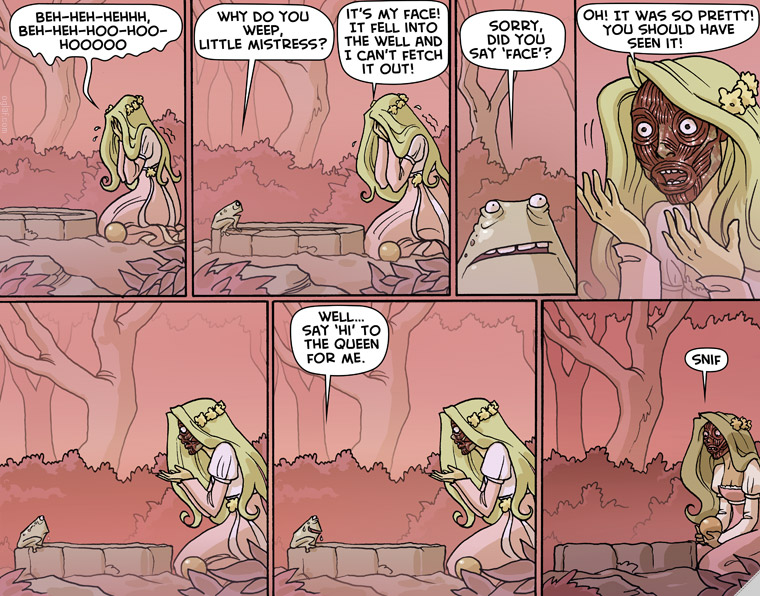 BEH-HEH-HEHHH,
BEH-HEH-HOO-HOO-
HOOOOO
WHY DO YOU
WEEP,
LITTLE MISTRESS?
IT'S MY FACE!
IT FELL INTO
THE WELL AND
I CAN'T FETCH
IT OUT!
SORRY,
DID YOU
SAY 'FACE'?
OH! IT WAS SO PRETTY!
YOU SHOULD HAVE
SEEN IT!
WELL...
SAY 'HI' TO
THE QUEEN
FOR ME.
SNIF